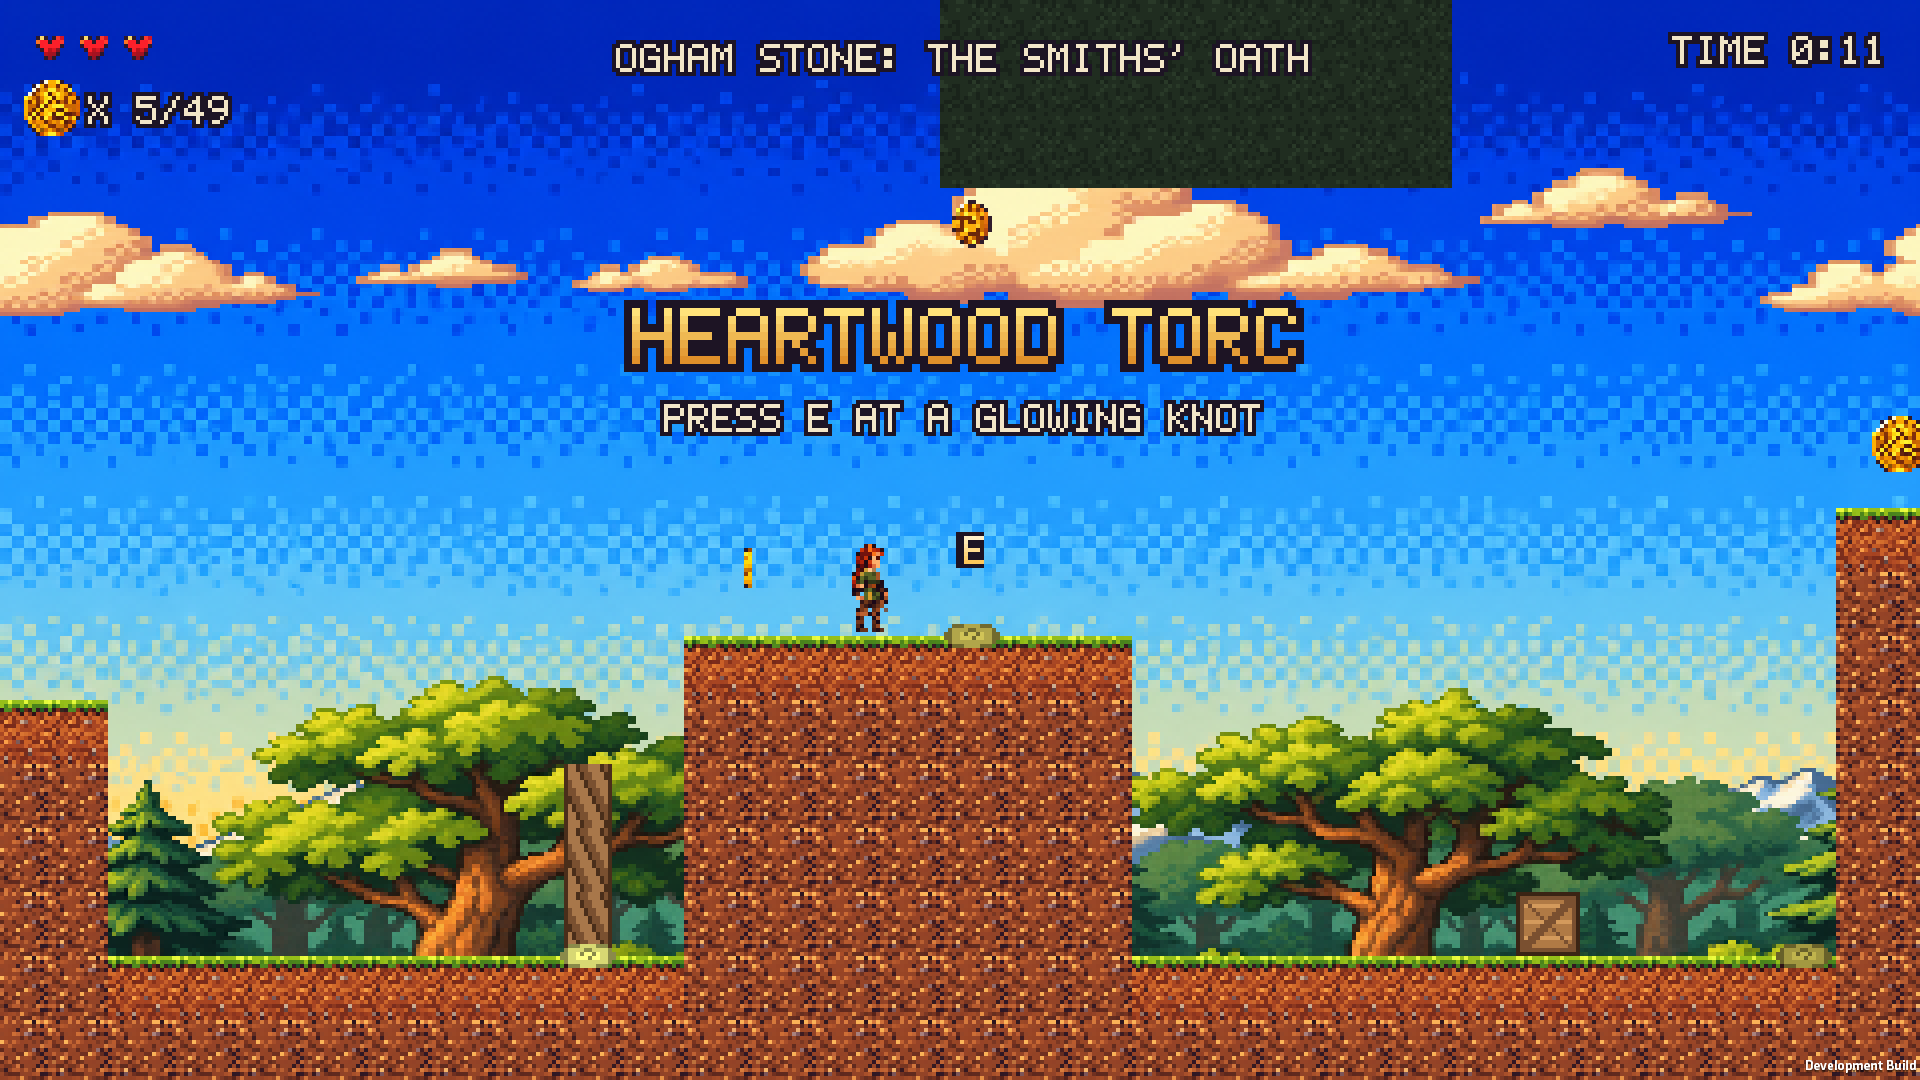 OGHAM STONE: THE SMITHS' OATH
TIME 0:11
X 5/49
HEARTWOOD TORC
PRESS E AT A GLOWING KNOT
E
Development Build